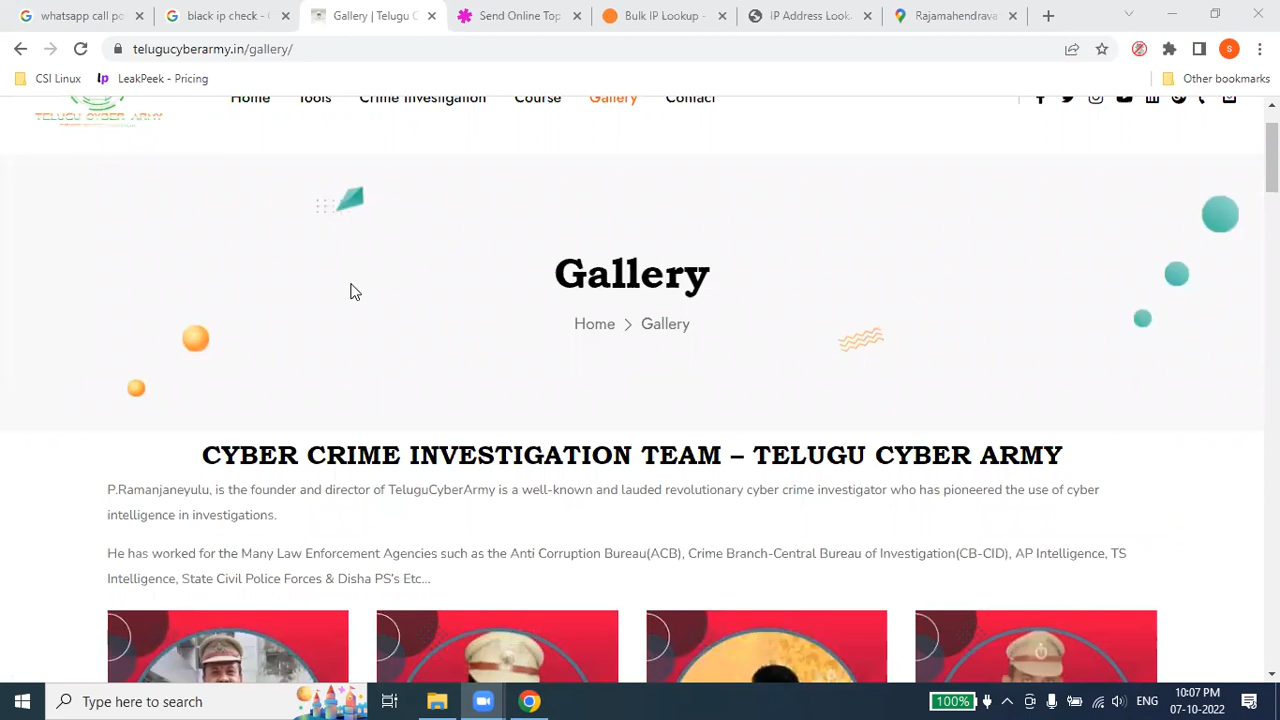 whatsapp call po
black ip check - G
Gallery | Telugu C
Send Online Top
Bulk IP Lookup -
IP Address Looku
Rajamahendrava
telugucyberarmy.in/gallery/
S
CSI Linux
LeakPeek - Pricing
Other bookmarks
TELUGU CYBER ARMY
Home
Tools
Crime Investigation
Course
Gallery
Contact
Gallery
Home > Gallery
CYBER CRIME INVESTIGATION TEAM – TELUGU CYBER ARMY
P.Ramanjaneyulu, is the founder and director of TeluguCyberArmy is a well-known and lauded revolutionary cyber crime investigator who has pioneered the use of cyber
intelligence in investigations.
He has worked for the Many Law Enforcement Agencies such as the Anti Corruption Bureau(ACB), Crime Branch-Central Bureau of Investigation(CB-CID), AP Intelligence, TS
Intelligence, State Civil Police Forces & Disha PS's Etc...
Type here to search
100%
ENG
10:07 PM
07-10-2022